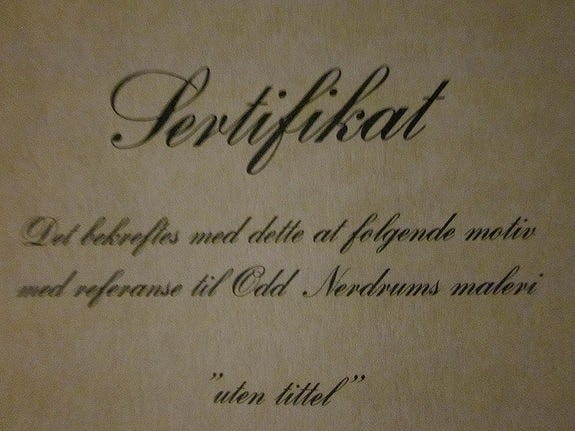 Sertifikat
Det bekreftes med dette at følgende motiv
med referanse til Odd Nerdrums maleri
"uten tittel"